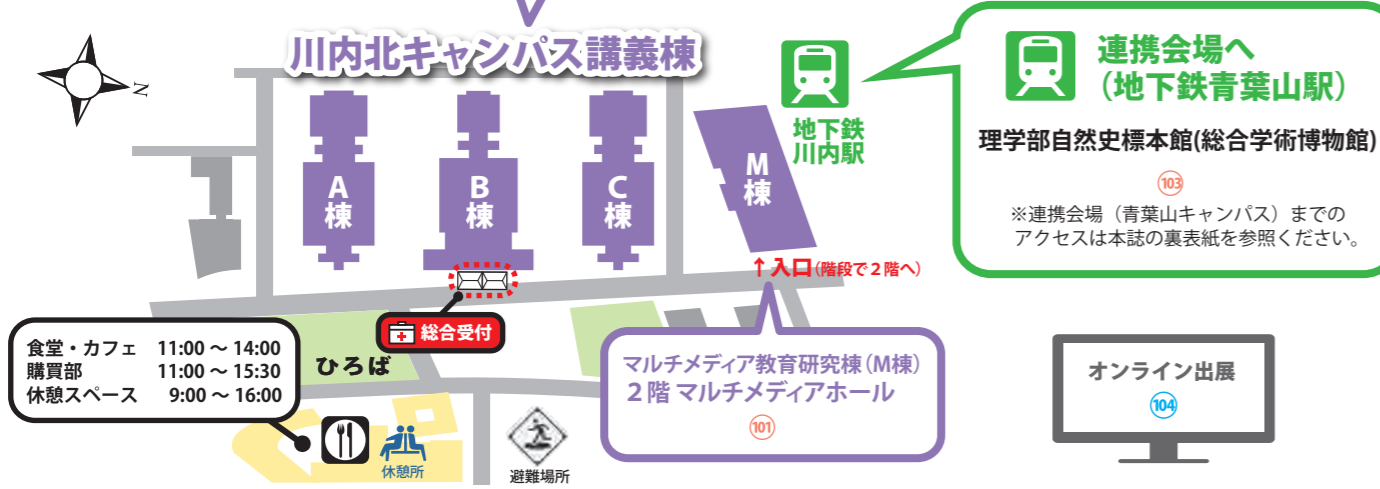 川内北キャンパス講義棟
N
A
棟
B
棟
C
棟
M
棟
地下鉄
川内駅
連携会場へ
（地下鉄青葉山駅）
理学部自然史標本館(総合学術博物館)
103
※連携会場（青葉山キャンパス）までの
アクセスは本誌の裏表紙を参照ください。
↑入口(階段で２階へ)
総合受付
食堂・カフェ 11:00 ～ 14:00
購買部 11:00 ～ 15:30
休憩スペース 9:00 ～ 16:00
ひろば
休憩所
避難場所
マルチメディア教育研究棟(M棟)
２階 マルチメディアホール
101
オンライン出展
104